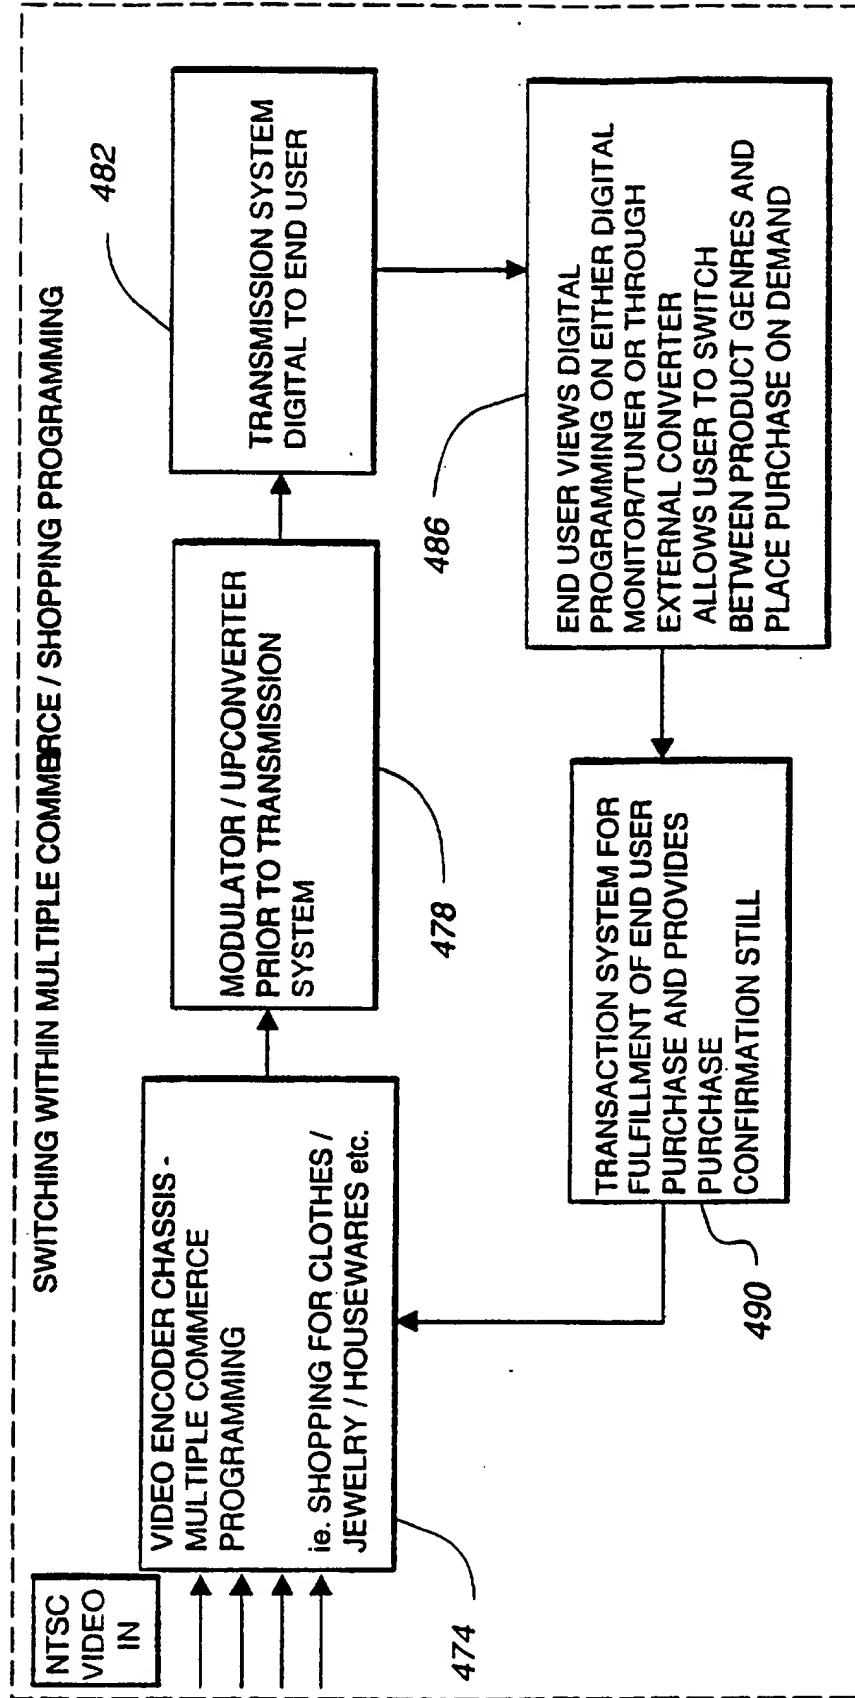 SWITCHING WITHIN MULTIPLE COMMERCE / SHOPPING PROGRAMMING
NTSC
VIDEO
IN
VIDEO ENCODER CHASSIS -
MULTIPLE COMMERCE
PROGRAMMING
ie. SHOPPING FOR CLOTHES /
JEWELRY / HOUSEWARES etc.
474
MODULATOR / UPCONVERTER
PRIOR TO TRANSMISSION
SYSTEM
478
TRANSMISSION SYSTEM
DIGITAL TO END USER
482
END USER VIEWS DIGITAL
PROGRAMMING ON EITHER DIGITAL
MONITOR/TUNER OR THROUGH
EXTERNAL CONVERTER
ALLOWS USER TO SWITCH
BETWEEN PRODUCT GENRES AND
PLACE PURCHASE ON DEMAND
486
TRANSACTION SYSTEM FOR
FULFILLMENT OF END USER
PURCHASE AND PROVIDES
PURCHASE
CONFIRMATION STILL
490